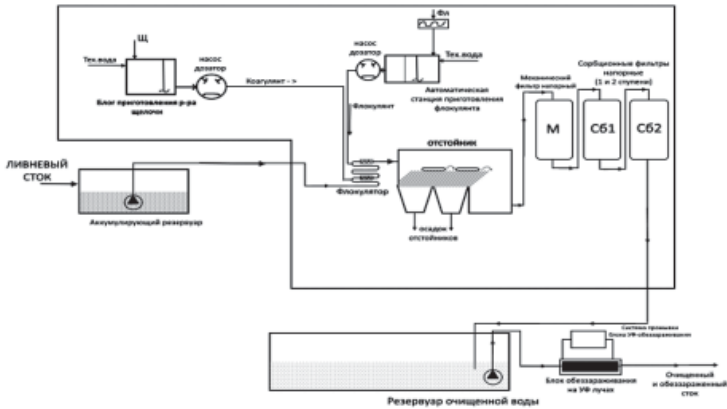 Фл
Щ
насос
дозатор
Тех.вода
насос
дозатор
Тех.вода
Коагулянт - >
Блог приготовления р-ра
щелочи
Автоматическая
станция приготовления
флокулянта
Флокулянт
Сорбционные фильтры
напорные
(1 и 2 ступени)
Механический
фильтр напорный
М
Сб1
Сб2
отстойник
ЛИВНЕВЫЙ
СТОК
Флокулятор
Аккумулирующий резервуар
осадок
отстойников
Система промывки
блока УФ-обеззараживания
Блок обеззараживания
на УФ лучах
Очищенный
и обеззараженный
сток
Резервуар очищенной воды